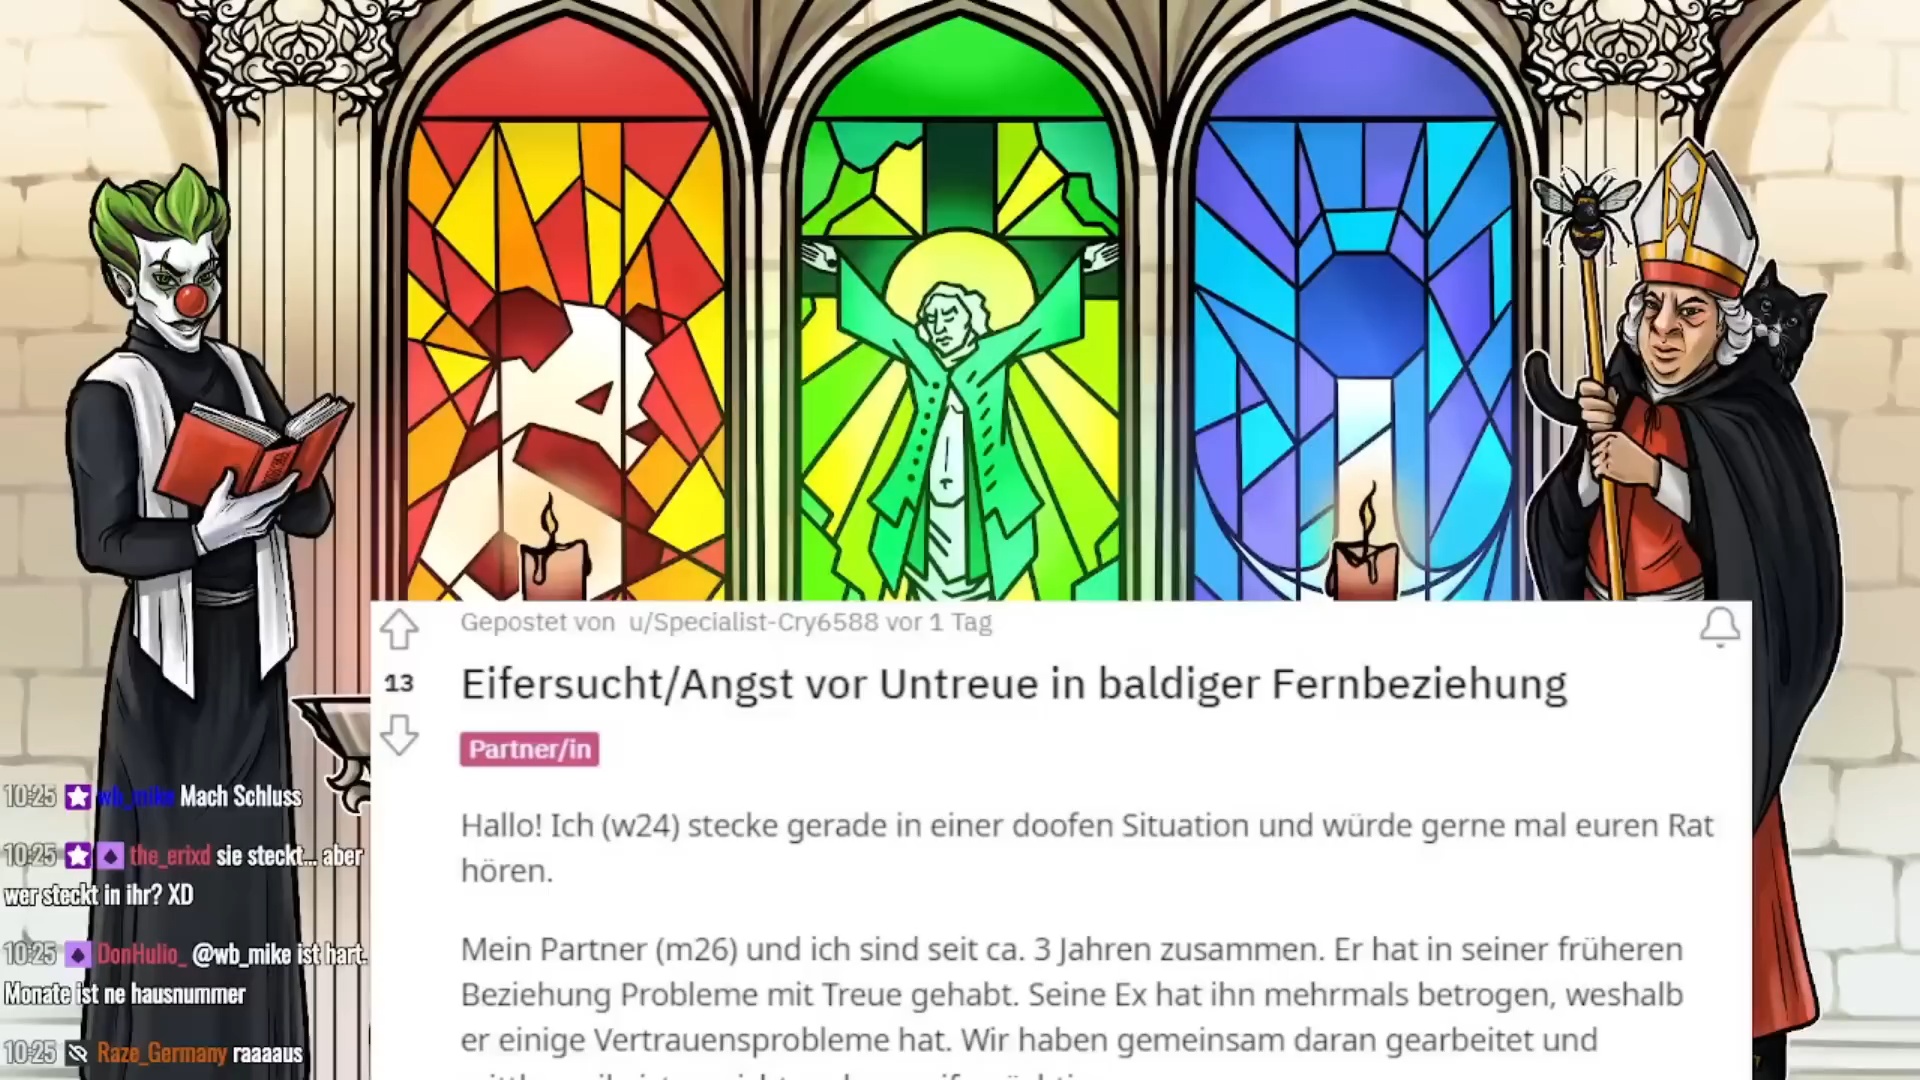 Gepostet von u/Specialist-Cry6588 vor 1 Tag
13
Eifersucht/Angst vor Untreue in baldiger Fernbeziehung
Partner/in
Hallo! Ich (w24) stecke gerade in einer doofen Situation und würde gerne mal euren Rat
hören.
Mein Partner (m26) und ich sind seit ca. 3 Jahren zusammen. Er hat in seiner früheren
Beziehung Probleme mit Treue gehabt. Seine Ex hat ihn mehrmals betrogen, weshalb
er einige Vertrauensprobleme hat. Wir haben gemeinsam daran gearbeitet und
10:25 wb_mike Mach Schluss
10:25 the_erixd sie steckt... aber
wer steckt in ihr? XD
10:25 DonHulio_ @wb_mike ist hart.
Monate ist ne hausnummer
10:25 Raze_Germany raaaaus